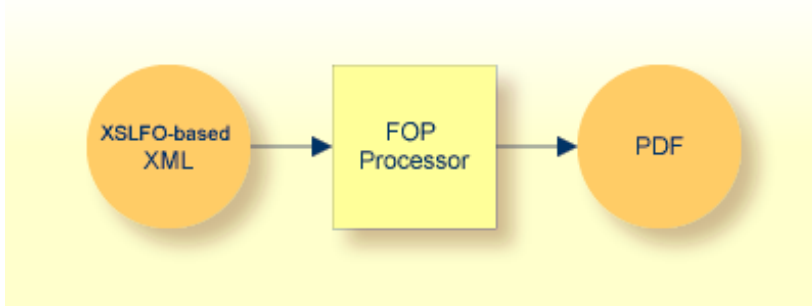 XSLFO-based
XML
FOP
Processor
PDF